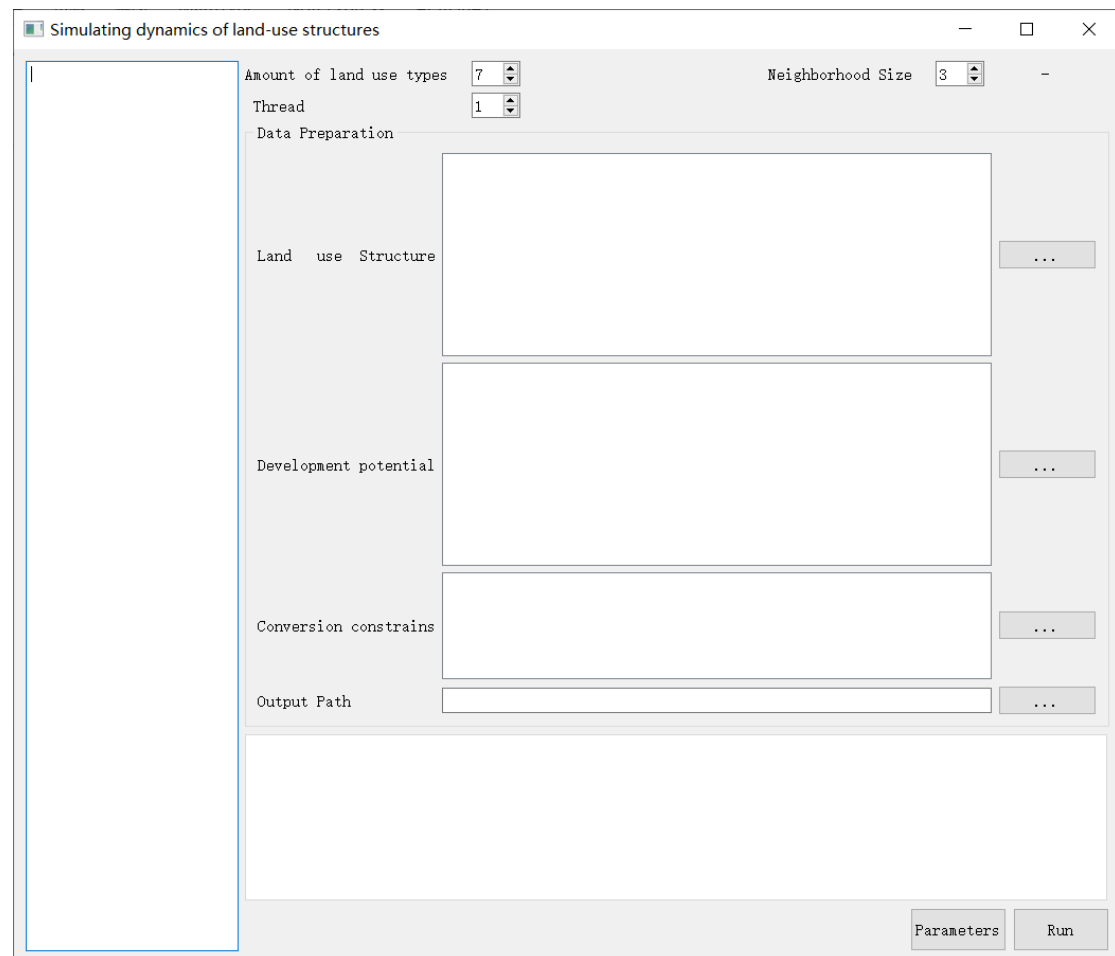 Simulating dynamics of land-use structures
Amount of land use types 7 Neighborhood Size 3 -
Thread 1
Data Preparation
Land use Structure ...
Development potential ...
Conversion constrains ...
Output Path ...
Parameters Run